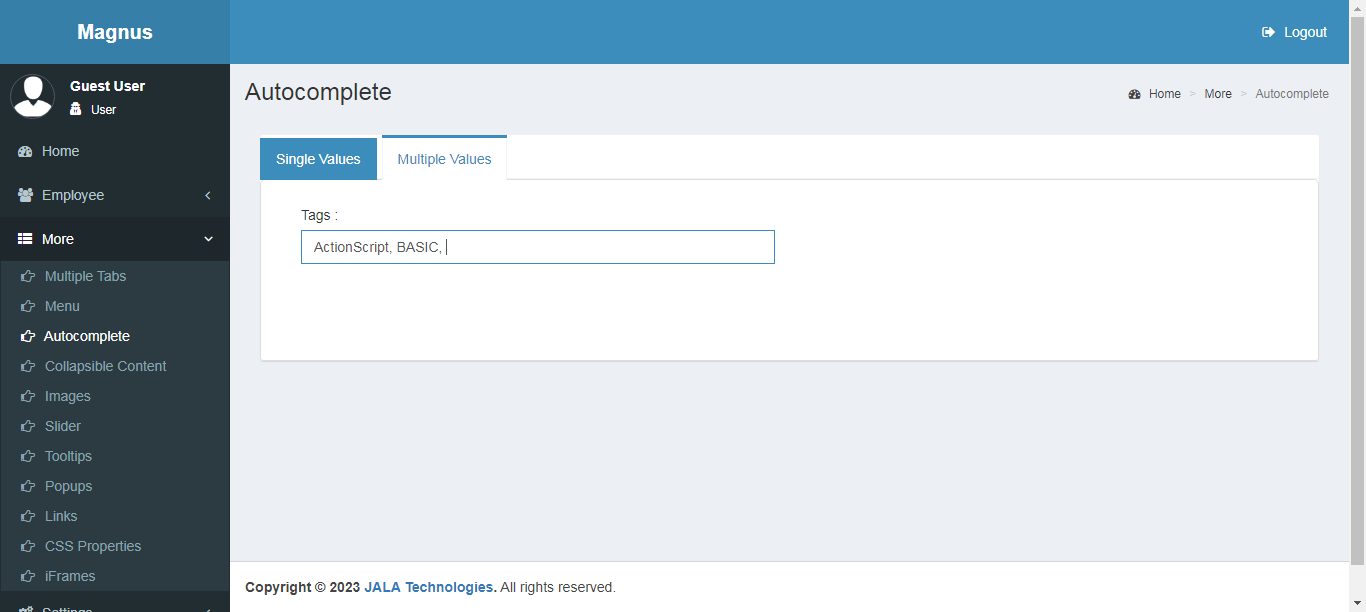 Magnus
Logout
Guest User
User
Home
Employee
More
Multiple Tabs
Menu
Autocomplete
Collapsible Content
Images
Slider
Tooltips
Popups
Links
CSS Properties
iFrames
Settings
Autocomplete
Home > More > Autocomplete
Single Values Multiple Values
Tags :
ActionScript, BASIC,
Copyright © 2023 JALA Technologies. All rights reserved.